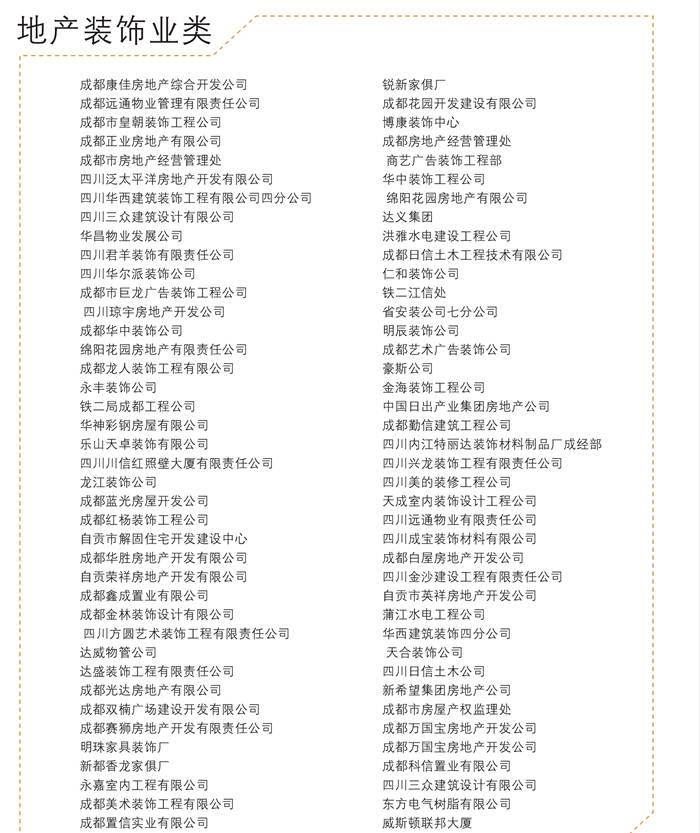 地产装饰业类
成都康佳房地产综合开发公司
成都远通物业管理有限责任公司
成都市皇朝装饰工程公司
成都正业房地产有限公司
成都市房地产经营管理处
四川泛太平洋房地产开发有限公司
四川华西建筑装饰工程有限公司四分公司
四川三众建筑设计有限公司
华昌物业发展公司
四川君羊装饰有限责任公司
四川华尔派装饰公司
成都市巨龙广告装饰工程公司
四川琼宇房地产开发公司
成都华中装饰公司
绵阳花园房地产有限责任公司
成都龙人装饰工程有限公司
永丰装饰公司
铁二局成都工程公司
华神彩钢房屋有限公司
乐山天卓装饰有限公司
四川川信红照壁大厦有限责任公司
龙江装饰公司
成都蓝光房屋开发公司
成都红杨装饰工程公司
自贡市解固住宅开发建设中心
成都华胜房地产开发有限公司
自贡荣祥房地产开发有限公司
成都鑫成置业有限公司
成都金林装饰设计有限公司
四川方圆艺术装饰工程有限责任公司
达威物管公司
达盛装饰工程有限责任公司
成都光达房地产有限公司
成都双楠广场建设开发有限公司
成都赛狮房地产开发有限责任公司
明珠家具装饰厂
新都香龙家俱厂
永嘉室内工程有限公司
成都美术装饰工程有限公司
成都置信实业有限公司
锐新家俱厂
成都花园开发建设有限公司
博康装饰中心
成都房地产经营管理处
商艺广告装饰工程部
华中装饰工程公司
绵阳花园房地产有限公司
达义集团
洪雅水电建设工程公司
成都日信土木工程技术有限公司
仁和装饰公司
铁二江信处
省安装公司七分公司
明辰装饰公司
成都艺术广告装饰公司
豪斯公司
金海装饰工程公司
中国日出产业集团房地产公司
成都勤信建筑工程公司
四川内江特丽达装饰材料制品厂成经部
四川兴龙装饰工程有限责任公司
四川美的装修工程公司
天成室内装饰设计工程公司
四川远通物业有限责任公司
四川成宝装饰材料有限公司
成都白屋房地产开发公司
四川金沙建设工程有限责任公司
自贡市英祥房地产开发公司
蒲江水电工程公司
华西建筑装饰四分公司
天合装饰公司
四川日信土木公司
新希望集团房地产公司
成都市房屋产权监理处
成都万国宝房地产开发公司
成都万国宝房地产开发公司
成都科信置业有限公司
四川三众建筑设计有限公司
东方电气树脂有限公司
威斯顿联邦大厦